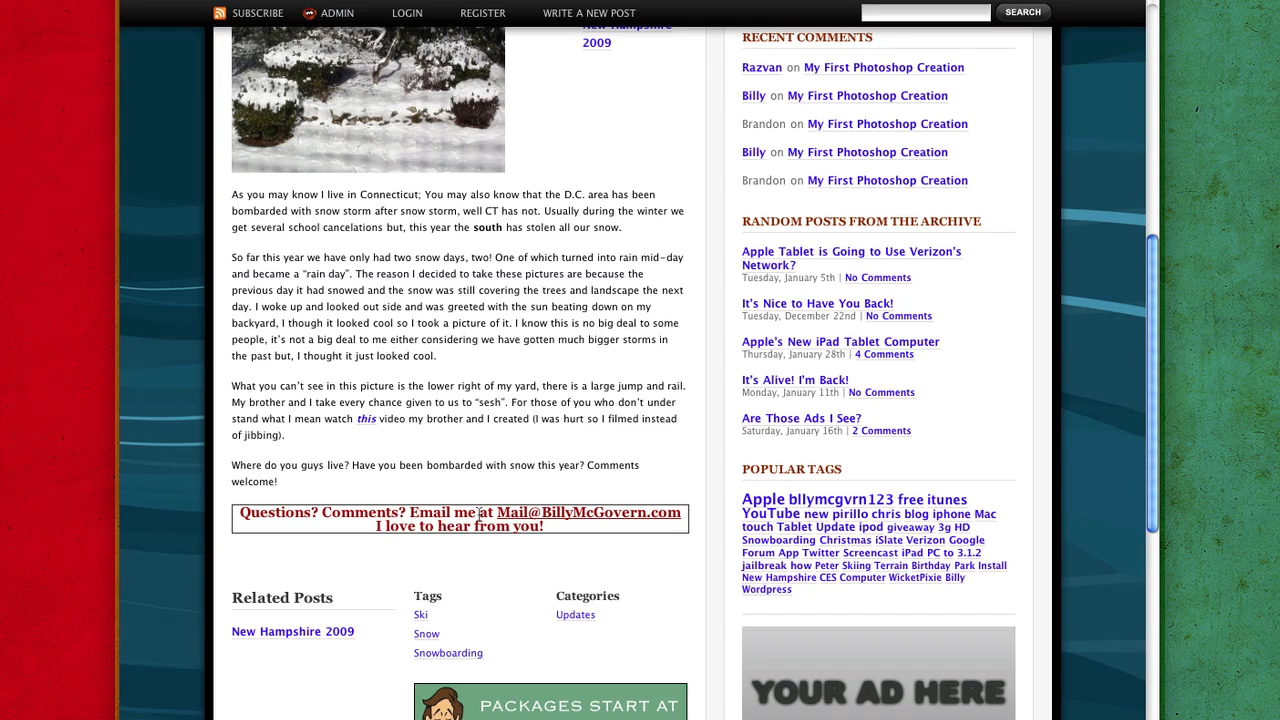 SUBSCRIBE ADMIN LOGIN REGISTER WRITE A NEW POST SEARCH
2009
As you may know I live in Connecticut; You may also know that the D.C. area has been
bombarded with snow storm after snow storm, well CT has not. Usually during the winter we
get several school cancelations but, this year the south has stolen all our snow.
So far this year we have only had two snow days, two! One of which turned into rain mid-day
and became a “rain day”. The reason I decided to take these pictures are because the
previous day it had snowed and the snow was still covering the trees and landscape the next
day. I woke up and looked out side and was greeted with the sun beating down on my
backyard, I though it looked cool so I took a picture of it. I know this is no big deal to some
people, it’s not a big deal to me either considering we have gotten much bigger storms in
the past but, I thought it just looked cool.
What you can’t see in this picture is the lower right of my yard, there is a large jump and rail.
My brother and I take every chance given to us to “sesh”. For those of you who don’t under
stand what I mean watch this video my brother and I created (I was hurt so I filmed instead
of jibbing).
Where do you guys live? Have you been bombarded with snow this year? Comments
welcome!
Questions? Comments? Email me at Mail@BillyMcGovern.com
I love to hear from you!
Related Posts
New Hampshire 2009
Tags
Ski
Snow
Snowboarding
Categories
Updates
PACKAGES START AT
RECENT COMMENTS
Razvan on My First Photoshop Creation
Billy on My First Photoshop Creation
Brandon on My First Photoshop Creation
Billy on My First Photoshop Creation
Brandon on My First Photoshop Creation
RANDOM POSTS FROM THE ARCHIVE
Apple Tablet is Going to Use Verizon’s
Network?
Tuesday, January 5th | No Comments
It’s Nice to Have You Back!
Tuesday, December 22nd | No Comments
Apple’s New iPad Tablet Computer
Thursday, January 28th | 4 Comments
It’s Alive! I’m Back!
Monday, January 11th | No Comments
Are Those Ads I See?
Saturday, January 16th | 2 Comments
POPULAR TAGS
Apple bllymcgvrn123 free itunes
YouTube new pirillo chris blog iphone Mac
touch Tablet Update ipod giveaway 3g HD
Snowboarding Christmas iSlate Verizon Google
Forum App Twitter Screencast iPad PC to 3.1.2
jailbreak how Peter Skiing Terrain Birthday Park Install
New Hampshire CES Computer WicketPixie Billy
Wordpress
YOUR AD HERE